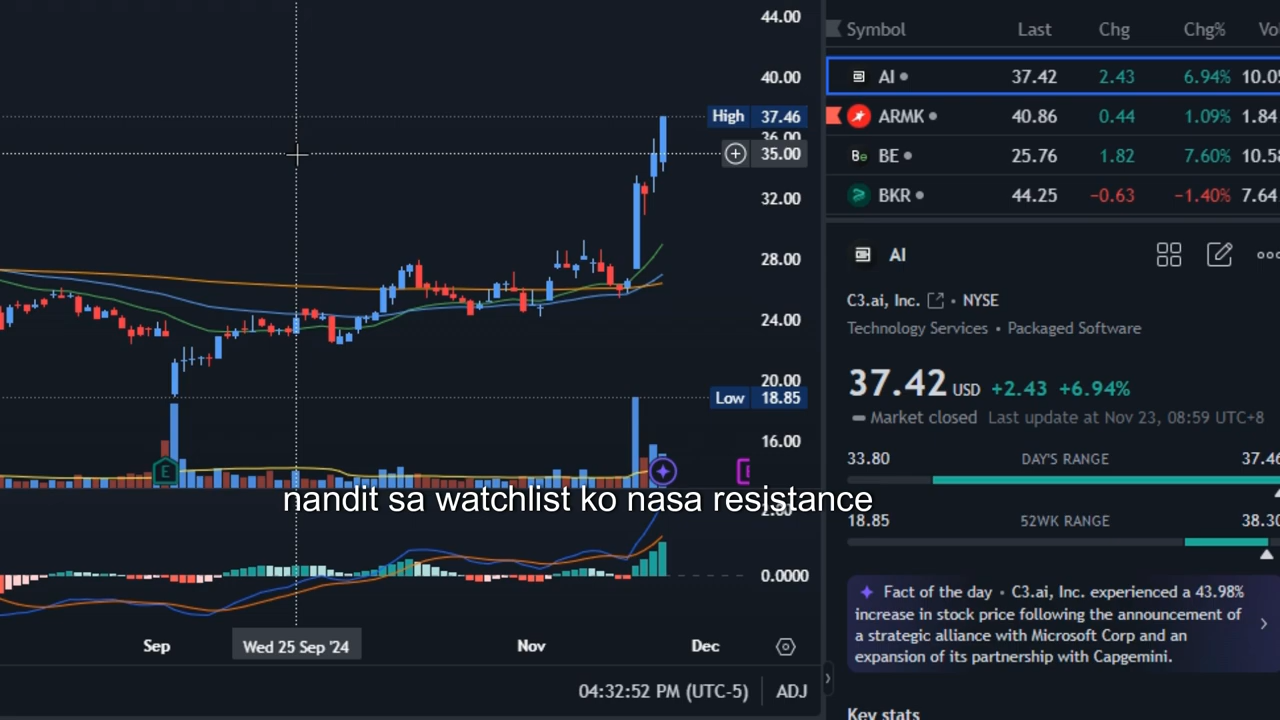 44.00
40.00
High 37.46
36.00
35.00
32.00
28.00
24.00
20.00
Low 18.85
16.00
E
nandit sa watchlist ko nasa resistance
0.0000
Sep Wed 25 Sep '24 Nov Dec
04:32:52 PM (UTC-5) ADJ
Symbol Last Chg Chg% Vo
AI 37.42 2.43 6.94% 10.05
ARMK 40.86 0.44 1.09% 1.84
Be BE 25.76 1.82 7.60% 10.58
BKR 44.25 −0.63 −1.40% 7.64
AI
C3.ai, Inc. • NYSE
Technology Services • Packaged Software
37.42 USD +2.43 +6.94%
Market closed Last update at Nov 23, 08:59 UTC+8
33.80 DAY'S RANGE 37.46
18.85 52WK RANGE 38.30
Fact of the day • C3.ai, Inc. experienced a 43.98%
increase in stock price following the announcement of
a strategic alliance with Microsoft Corp and an
expansion of its partnership with Capgemini.
Key stats